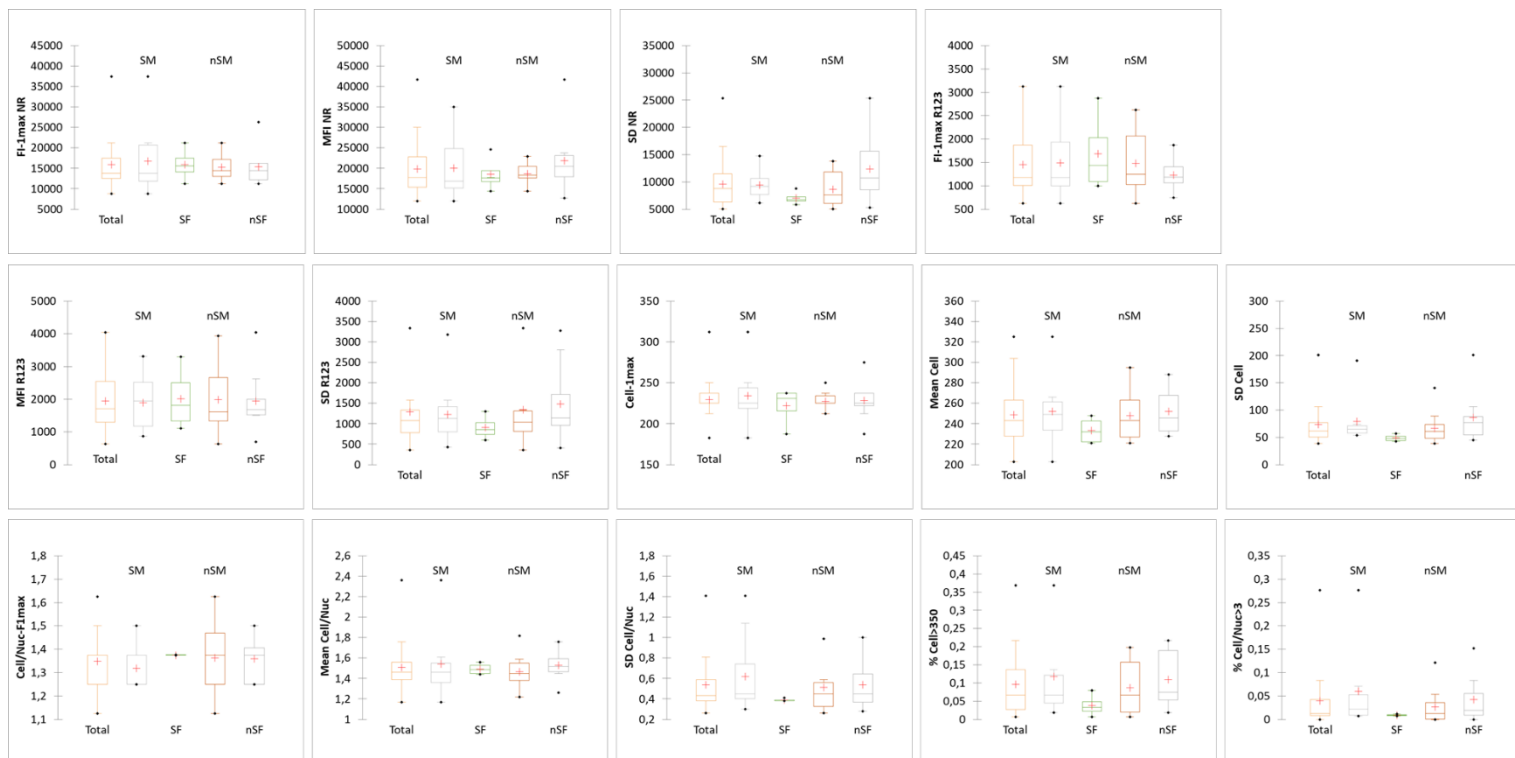 FI-1max NR
45000
40000
35000
30000
25000
20000
15000
10000
5000
SM
nSM
Total
SF
nSF
MFI NR
50000
45000
40000
35000
30000
25000
20000
15000
10000
SM
nSM
Total
SF
nSF
SD NR
35000
30000
25000
20000
15000
10000
5000
SM
nSM
Total
SF
nSF
FI-1max R123
4000
3500
3000
2500
2000
1500
1000
500
SM
nSM
Total
SF
nSF
MFI R123
5000
4000
3000
2000
1000
0
SM
nSM
Total
SF
nSF
SD R123
4000
3500
3000
2500
2000
1500
1000
500
0
SM
nSM
Total
SF
nSF
Cell-1max
350
300
250
200
150
SM
nSM
Total
SF
nSF
Mean Cell
360
340
320
300
280
260
240
220
200
SM
nSM
Total
SF
nSF
SD Cell
300
250
200
150
100
50
0
SM
nSM
Total
SF
nSF
Cell/Nuc-F1max
1,8
1,7
1,6
1,5
1,4
1,3
1,2
1,1
SM
nSM
Total
SF
nSF
Mean Cell/Nuc
2,6
2,4
2,2
2
1,8
1,6
1,4
1,2
1
SM
nSM
Total
SF
nSF
SD Cell/Nuc
1,8
1,6
1,4
1,2
1
0,8
0,6
0,4
0,2
SM
nSM
Total
SF
nSF
% Cell>350
0,45
0,4
0,35
0,3
0,25
0,2
0,15
0,1
0,05
0
SM
nSM
Total
SF
nSF
% Cell/Nuc>3
0,35
0,3
0,25
0,2
0,15
0,1
0,05
0
SM
nSM
Total
SF
nSF